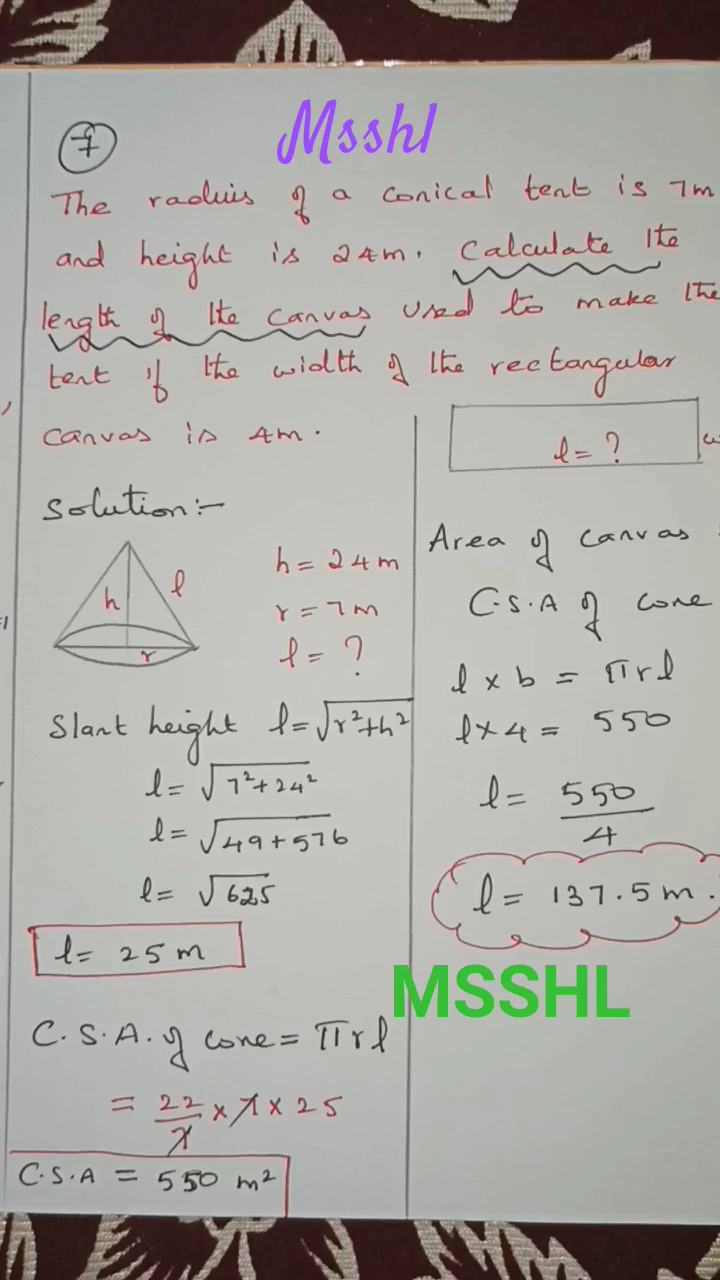 Msshl
7
The raduis of a conical tent is 7m
and height is 24m. Calculate the
length of the canvas used to make the
tent if the width of the rectangular
canvas is 4m.
Solution:-
h
l
r
h = 24m
r = 7m
l = ?
Slant height l = √r²+h²
l = √7²+24²
l = √49+576
l = √625
l = 25 m
C.S.A. of cone = πrl
= 22/7 × 7 × 25
C.S.A = 550 m²
l = ?
Area of canvas
C.S.A of cone
l × b = πrl
l × 4 = 550
l = 550/4
l = 137.5 m.
MSSHL